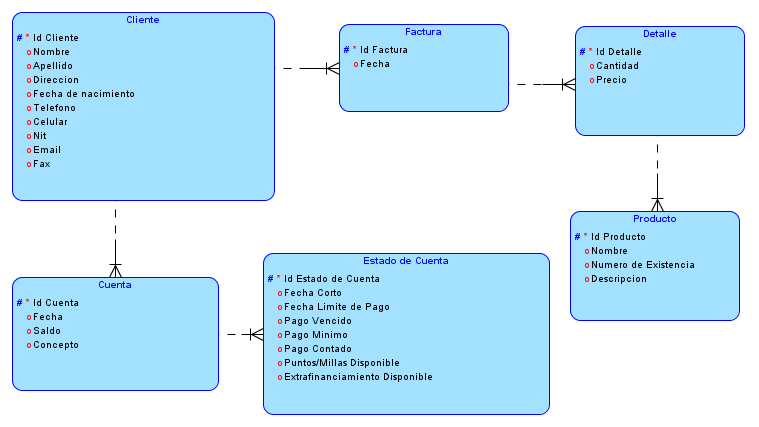 Cliente
# * Id Cliente
o Nombre
o Apellido
o Direccion
o Fecha de nacimiento
o Telefono
o Celular
o Nit
o Email
o Fax
Factura
# * Id Factura
o Fecha
Detalle
# * Id Detalle
o Cantidad
o Precio
Cuenta
# * Id Cuenta
o Fecha
o Saldo
o Concepto
Estado de Cuenta
# * Id Estado de Cuenta
o Fecha Corto
o Fecha Limite de Pago
o Pago Vencido
o Pago Minimo
o Pago Contado
o Puntos/Millas Disponible
o Extrafinanciamiento Disponible
Producto
# * Id Producto
o Nombre
o Numero de Existencia
o Descripcion